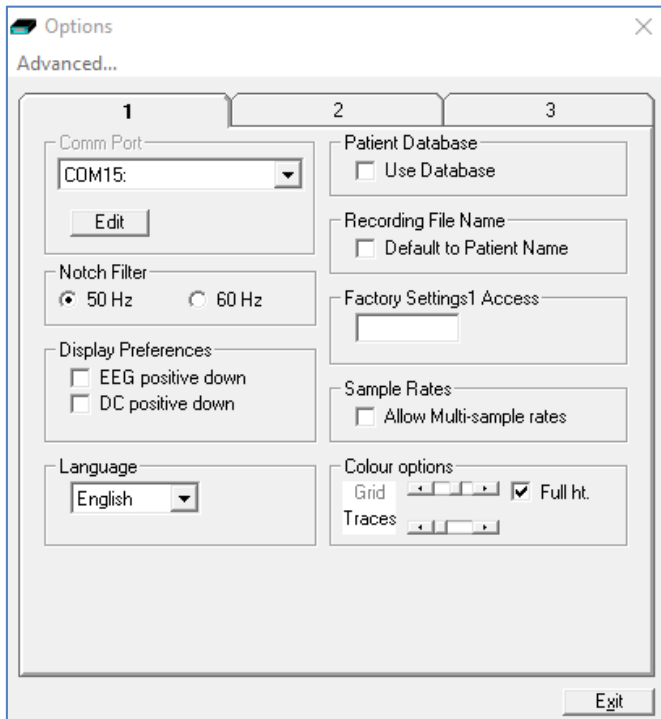 Options
Advanced...
1 2 3
Comm Port
COM15:
Edit
Notch Filter
50 Hz 60 Hz
Display Preferences
EEG positive down
DC positive down
Language
English
Patient Database
Use Database
Recording File Name
Default to Patient Name
Factory Settings1 Access
Sample Rates
Allow Multi-sample rates
Colour options
Grid Full ht.
Traces
Exit